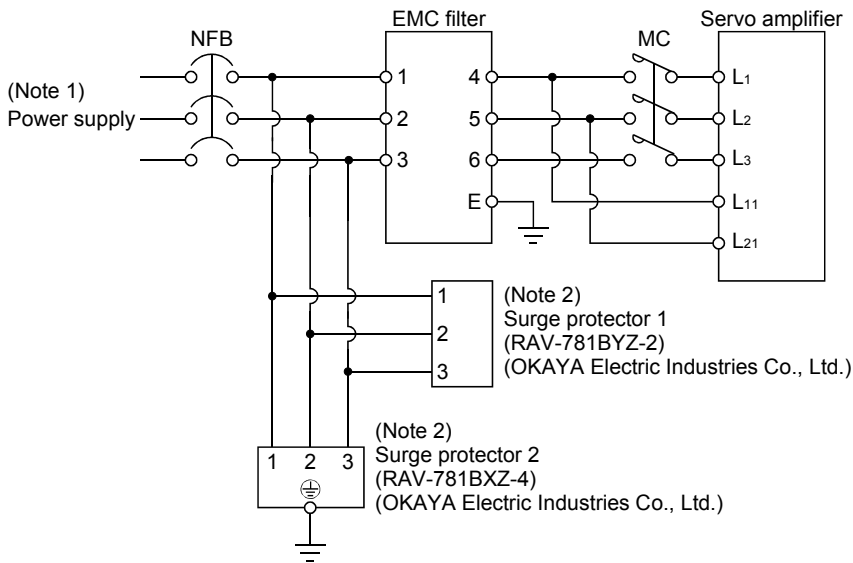 EMC filter
Servo amplifier
NFB
MC
(Note 1)
Power supply
1
2
3
4
5
6
E
L1
L2
L3
L11
L21
1
2
3
(Note 2)
Surge protector 1
(RAV-781BYZ-2)
(OKAYA Electric Industries Co., Ltd.)
1 2 3
(Note 2)
Surge protector 2
(RAV-781BXZ-4)
(OKAYA Electric Industries Co., Ltd.)